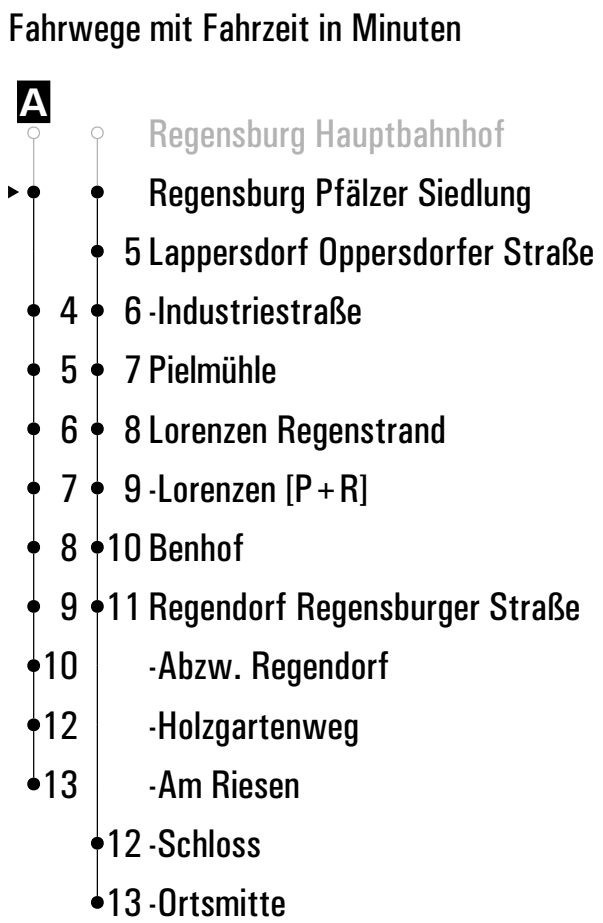 Fahrwege mit Fahrzeit in Minuten
A
Regensburg Hauptbahnhof
Regensburg Pfälzer Siedlung
5 Lappersdorf Oppersdorfer Straße
4 6 -Industriestraße
5 7 Pielmühle
6 8 Lorenzen Regenstrand
7 9 -Lorenzen [P+R]
8 10 Benhof
9 11 Regendorf Regensburger Straße
10 -Abzw. Regendorf
12 -Holzgartenweg
13 -Am Riesen
12 -Schloss
13 -Ortsmitte